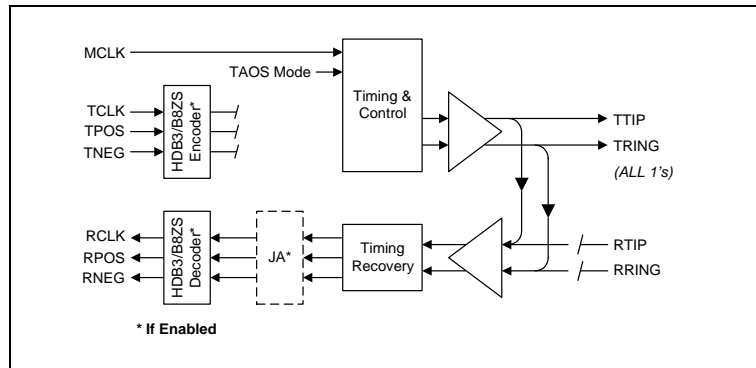 MCLK
TAOS Mode
Timing &
Control
TCLK
TPOS
TNEG
HDB3/B8ZS
Encoder*
TTIP
TRING
(ALL 1's)
RCLK
RPOS
RNEG
HDB3/B8ZS
Decoder*
JA*
Timing
Recovery
RTIP
RRING
* If Enabled